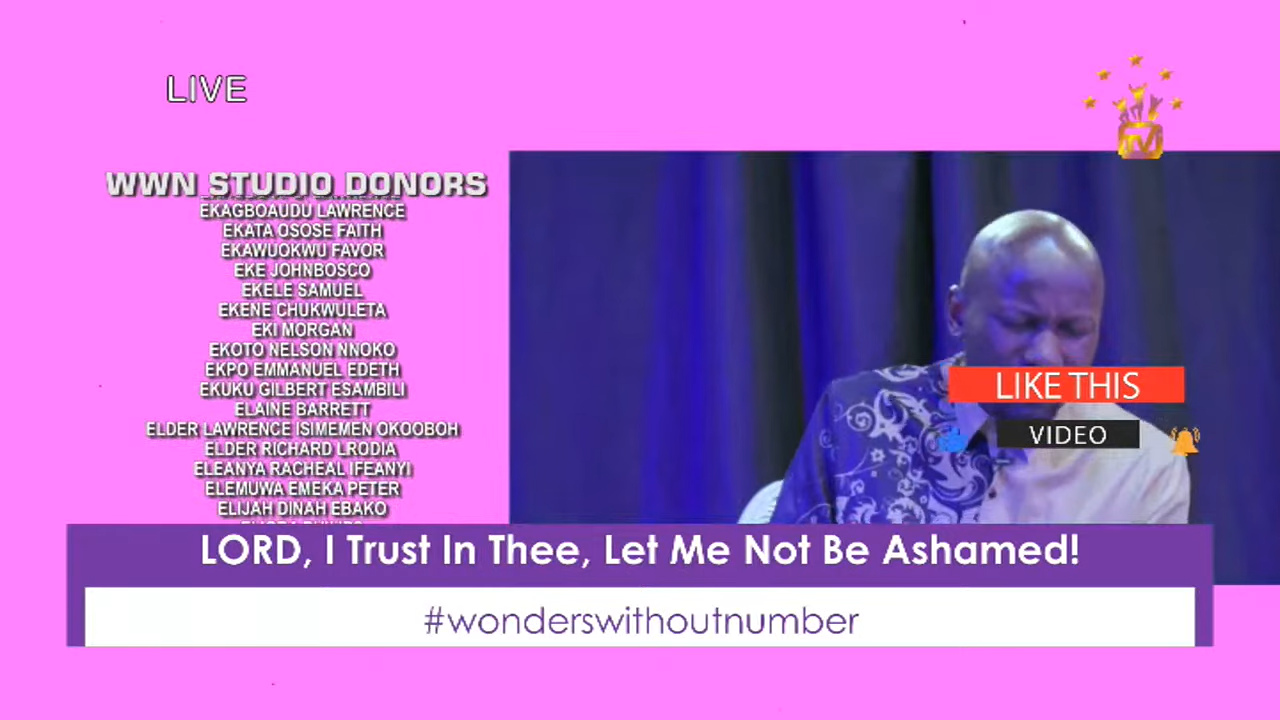 LIVE
TV
WWN STUDIO DONORS
EKAGBOAUDU LAWRENCE
EKATA OSOSE FAITH
EKAWUOKWU FAVOR
EKE JOHNBOSCO
EKELE SAMUEL
EKENE CHUKWULETA
EKI MORGAN
EKOTO NELSON NNOKO
EKPO EMMANUEL EDETH
EKUKU GILBERT ESAMBILI
ELAINE BARRETT
ELDER LAWRENCE ISIMEMEN OKOOBOH
ELDER RICHARD LRODIA
ELEANYA RACHEAL IFEANYI
ELEMUWA EMEKA PETER
ELIJAH DINAH EBAKO
LIKE THIS
VIDEO
LORD, I Trust In Thee, Let Me Not Be Ashamed!
#wonderswithoutnumber